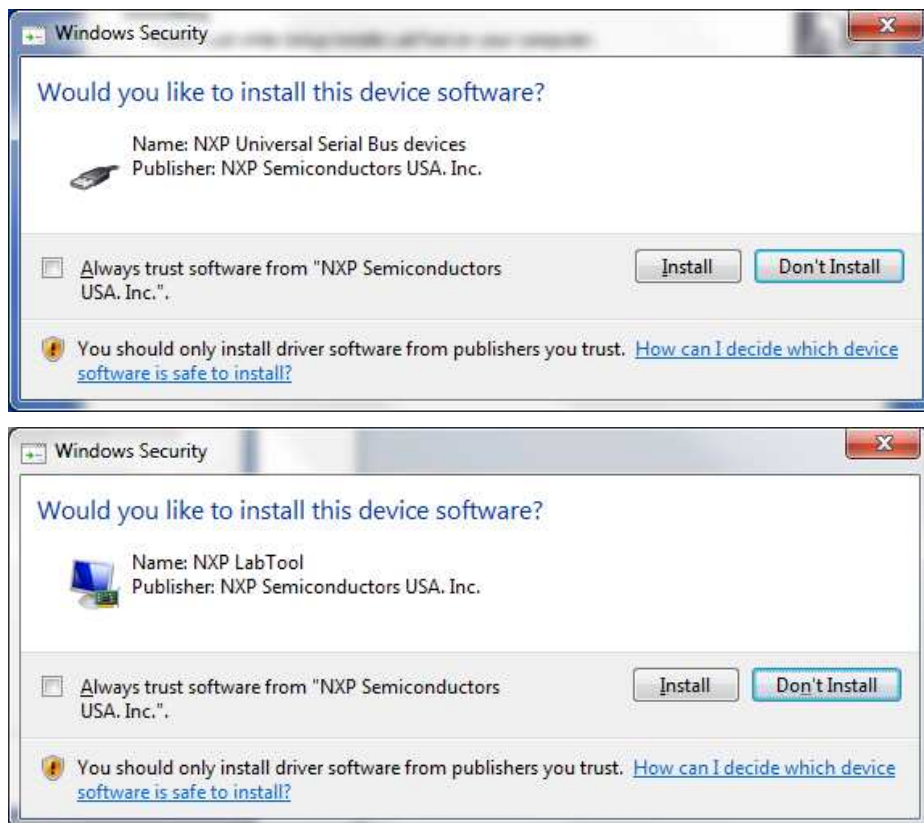 Windows Security
Would you like to install this device software?
Name: NXP Universal Serial Bus devices
Publisher: NXP Semiconductors USA. Inc.
Always trust software from "NXP Semiconductors
USA. Inc.".
Install
Don't Install
You should only install driver software from publishers you trust. How can I decide which device
software is safe to install?
Windows Security
Would you like to install this device software?
Name: NXP LabTool
Publisher: NXP Semiconductors USA. Inc.
Always trust software from "NXP Semiconductors
USA. Inc.".
Install
Don't Install
You should only install driver software from publishers you trust. How can I decide which device
software is safe to install?